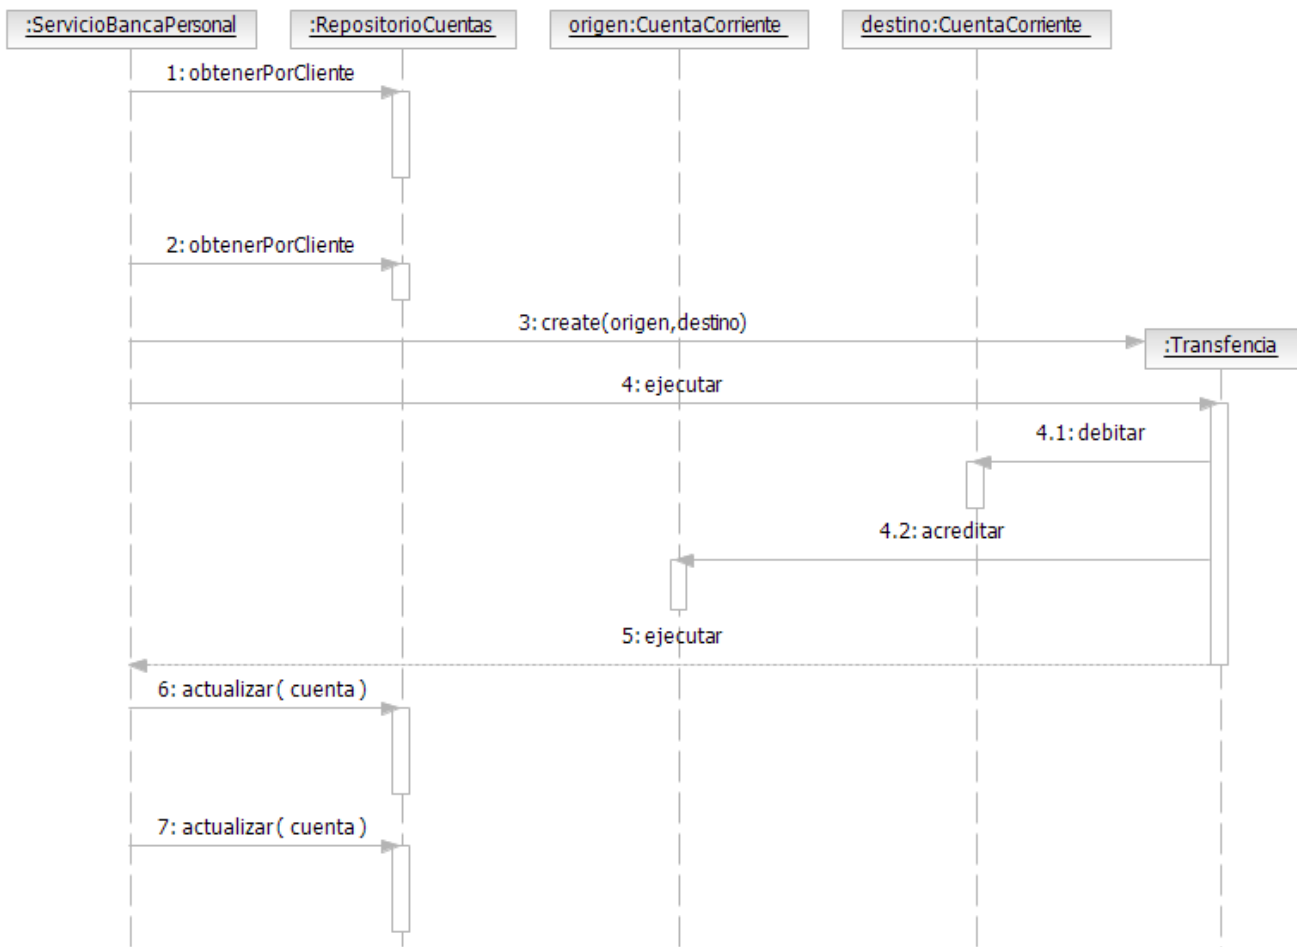 :ServicioBancaPersonal
:RepositorioCuentas
origen:CuentaCorriente
destino:CuentaCorriente
1: obtenerPorCliente
2: obtenerPorCliente
3: create(origen,destino)
:Transfencia
4: ejecutar
4.1: debitar
4.2: acreditar
5: ejecutar
6: actualizar ( cuenta )
7: actualizar ( cuenta )